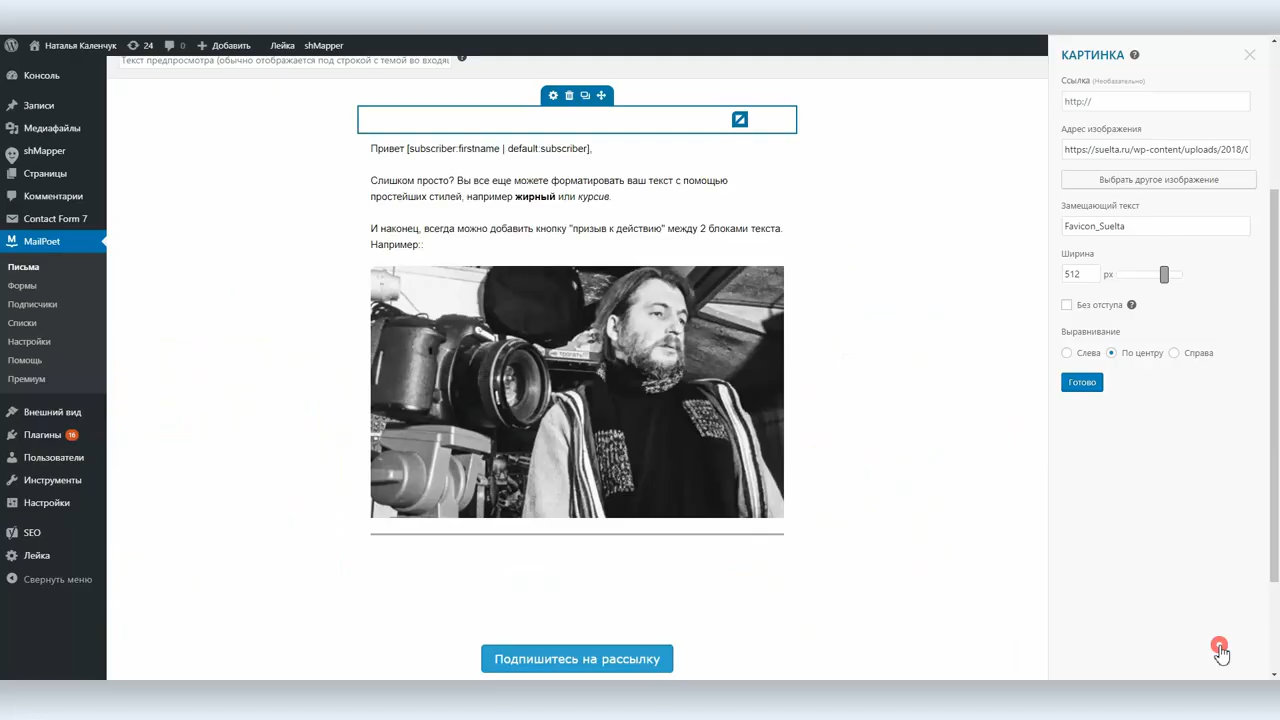 Наталья Каленчук
24
0
Добавить
Лейка
shMapper
Консоль
Записи
Медиафайлы
shMapper
Страницы
Комментарии
Contact Form 7
MailPoet
Письма
Формы
Подписчики
Списки
Настройки
Помощь
Премиум
Внешний вид
Плагины 16
Пользователи
Инструменты
Настройки
SEO
Лейка
Свернуть меню
Текст предпросмотра (обычно отображается под строкой с темой во входящ
Привет [subscriber:firstname | default:subscriber],
Слишком просто? Вы все еще можете форматировать ваш текст с помощью
простейших стилей, например жирный или курсив.
И наконец, всегда можно добавить кнопку "призыв к действию" между 2 блоками текста.
Например::
Подпишитесь на рассылку
КАРТИНКА
Ссылка (Необязательно)
http://
Адрес изображения
https://suelta.ru/wp-content/uploads/2018/0
Выбрать другое изображение
Замещающий текст
Favicon_Suelta
Ширина
512 px
Без отступа
Выравнивание
Слева По центру Справа
Готово